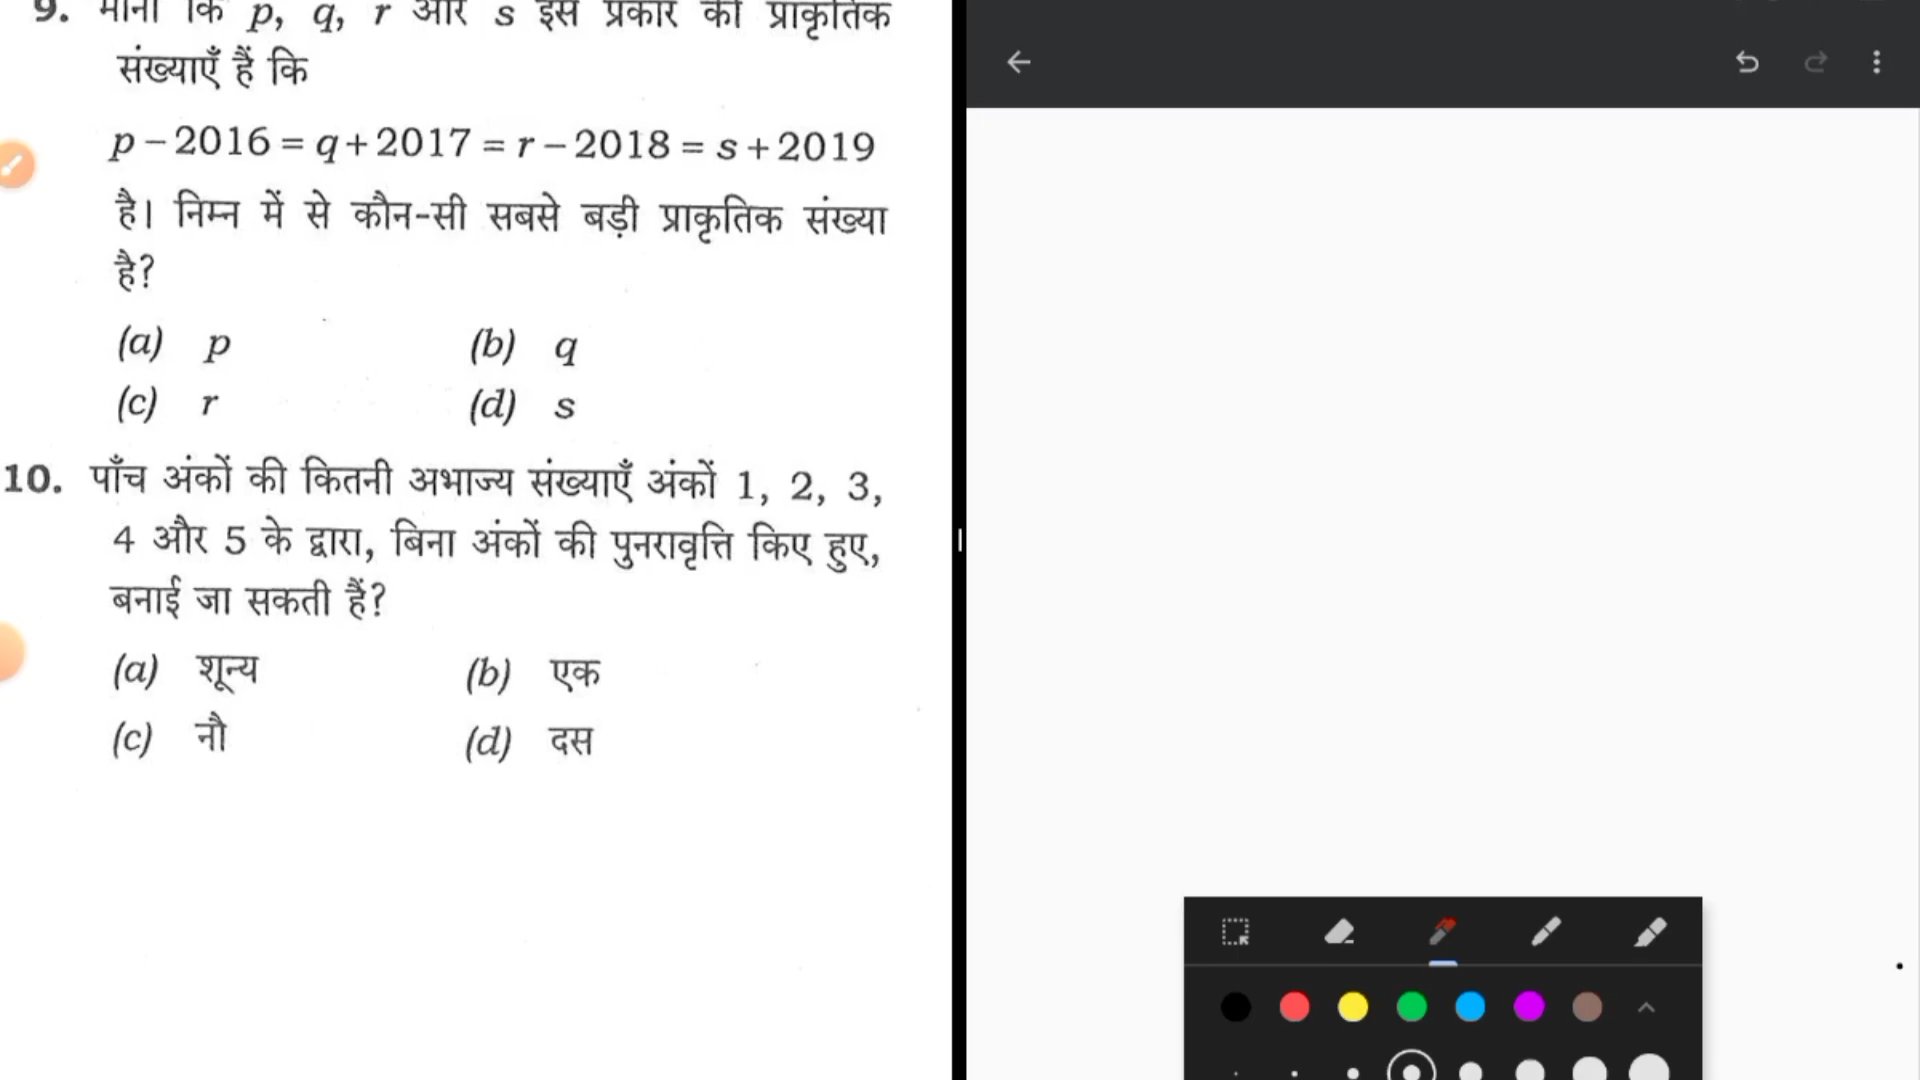 9. माना कि p, q, r और s इस प्रकार की प्राकृतिक
संख्याएँ हैं कि
p – 2016 = q + 2017 = r – 2018 = s + 2019
है। निम्न में से कौन-सी सबसे बड़ी प्राकृतिक संख्या
है?
(a) p (b) q
(c) r (d) s
10. पाँच अंकों की कितनी अभाज्य संख्याएँ अंकों 1, 2, 3,
4 और 5 के द्वारा, बिना अंकों की पुनरावृत्ति किए हुए,
बनाई जा सकती हैं?
(a) शून्य (b) एक
(c) नौ (d) दस